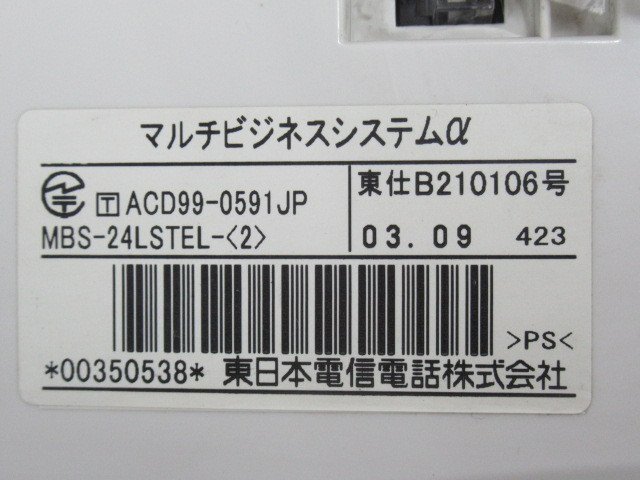 マルチビジネスシステムα
T ACD99-0591JP
MBS-24LSTEL-<2>
東仕B210106号
03.09 423
>PS<
*00350538* 東日本電信電話株式会社